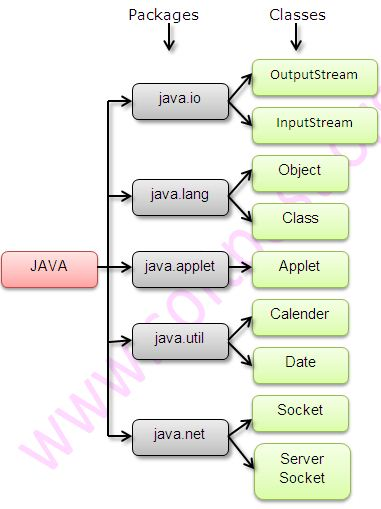 Packages Classes
OutputStream
java.io
InputStream
Object
java.lang
Class
JAVA
java.applet
Applet
Calender
java.util
Date
Socket
java.net
Server
Socket